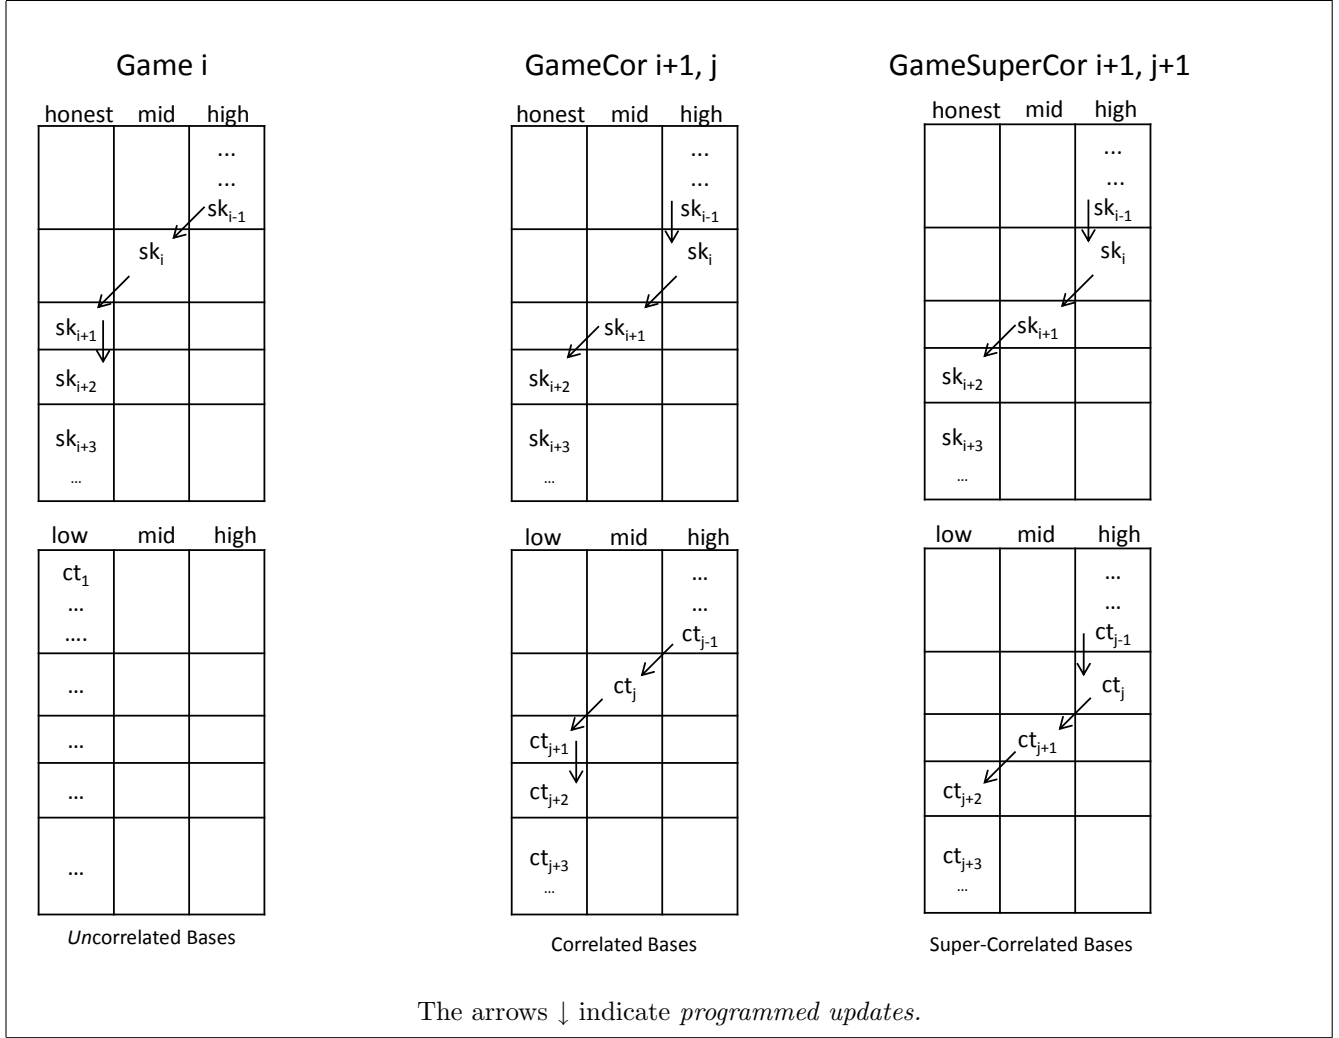 Game i
honest mid high
...
...
sk_{i-1}
sk_i
sk_{i+1}
sk_{i+2}
sk_{i+3}
...
low mid high
ct_1
...
....
...
...
...
...
Uncorrelated Bases
GameCor i+1, j
honest mid high
...
...
sk_{i-1}
sk_i
sk_{i+1}
sk_{i+2}
sk_{i+3}
...
low mid high
...
...
ct_{j-1}
ct_j
ct_{j+1}
ct_{j+2}
ct_{j+3}
...
Correlated Bases
GameSuperCor i+1, j+1
honest mid high
...
...
sk_{i-1}
sk_i
sk_{i+1}
sk_{i+2}
sk_{i+3}
...
low mid high
...
...
ct_{j-1}
ct_j
ct_{j+1}
ct_{j+2}
ct_{j+3}
...
Super-Correlated Bases
The arrows ↓ indicate programmed updates.